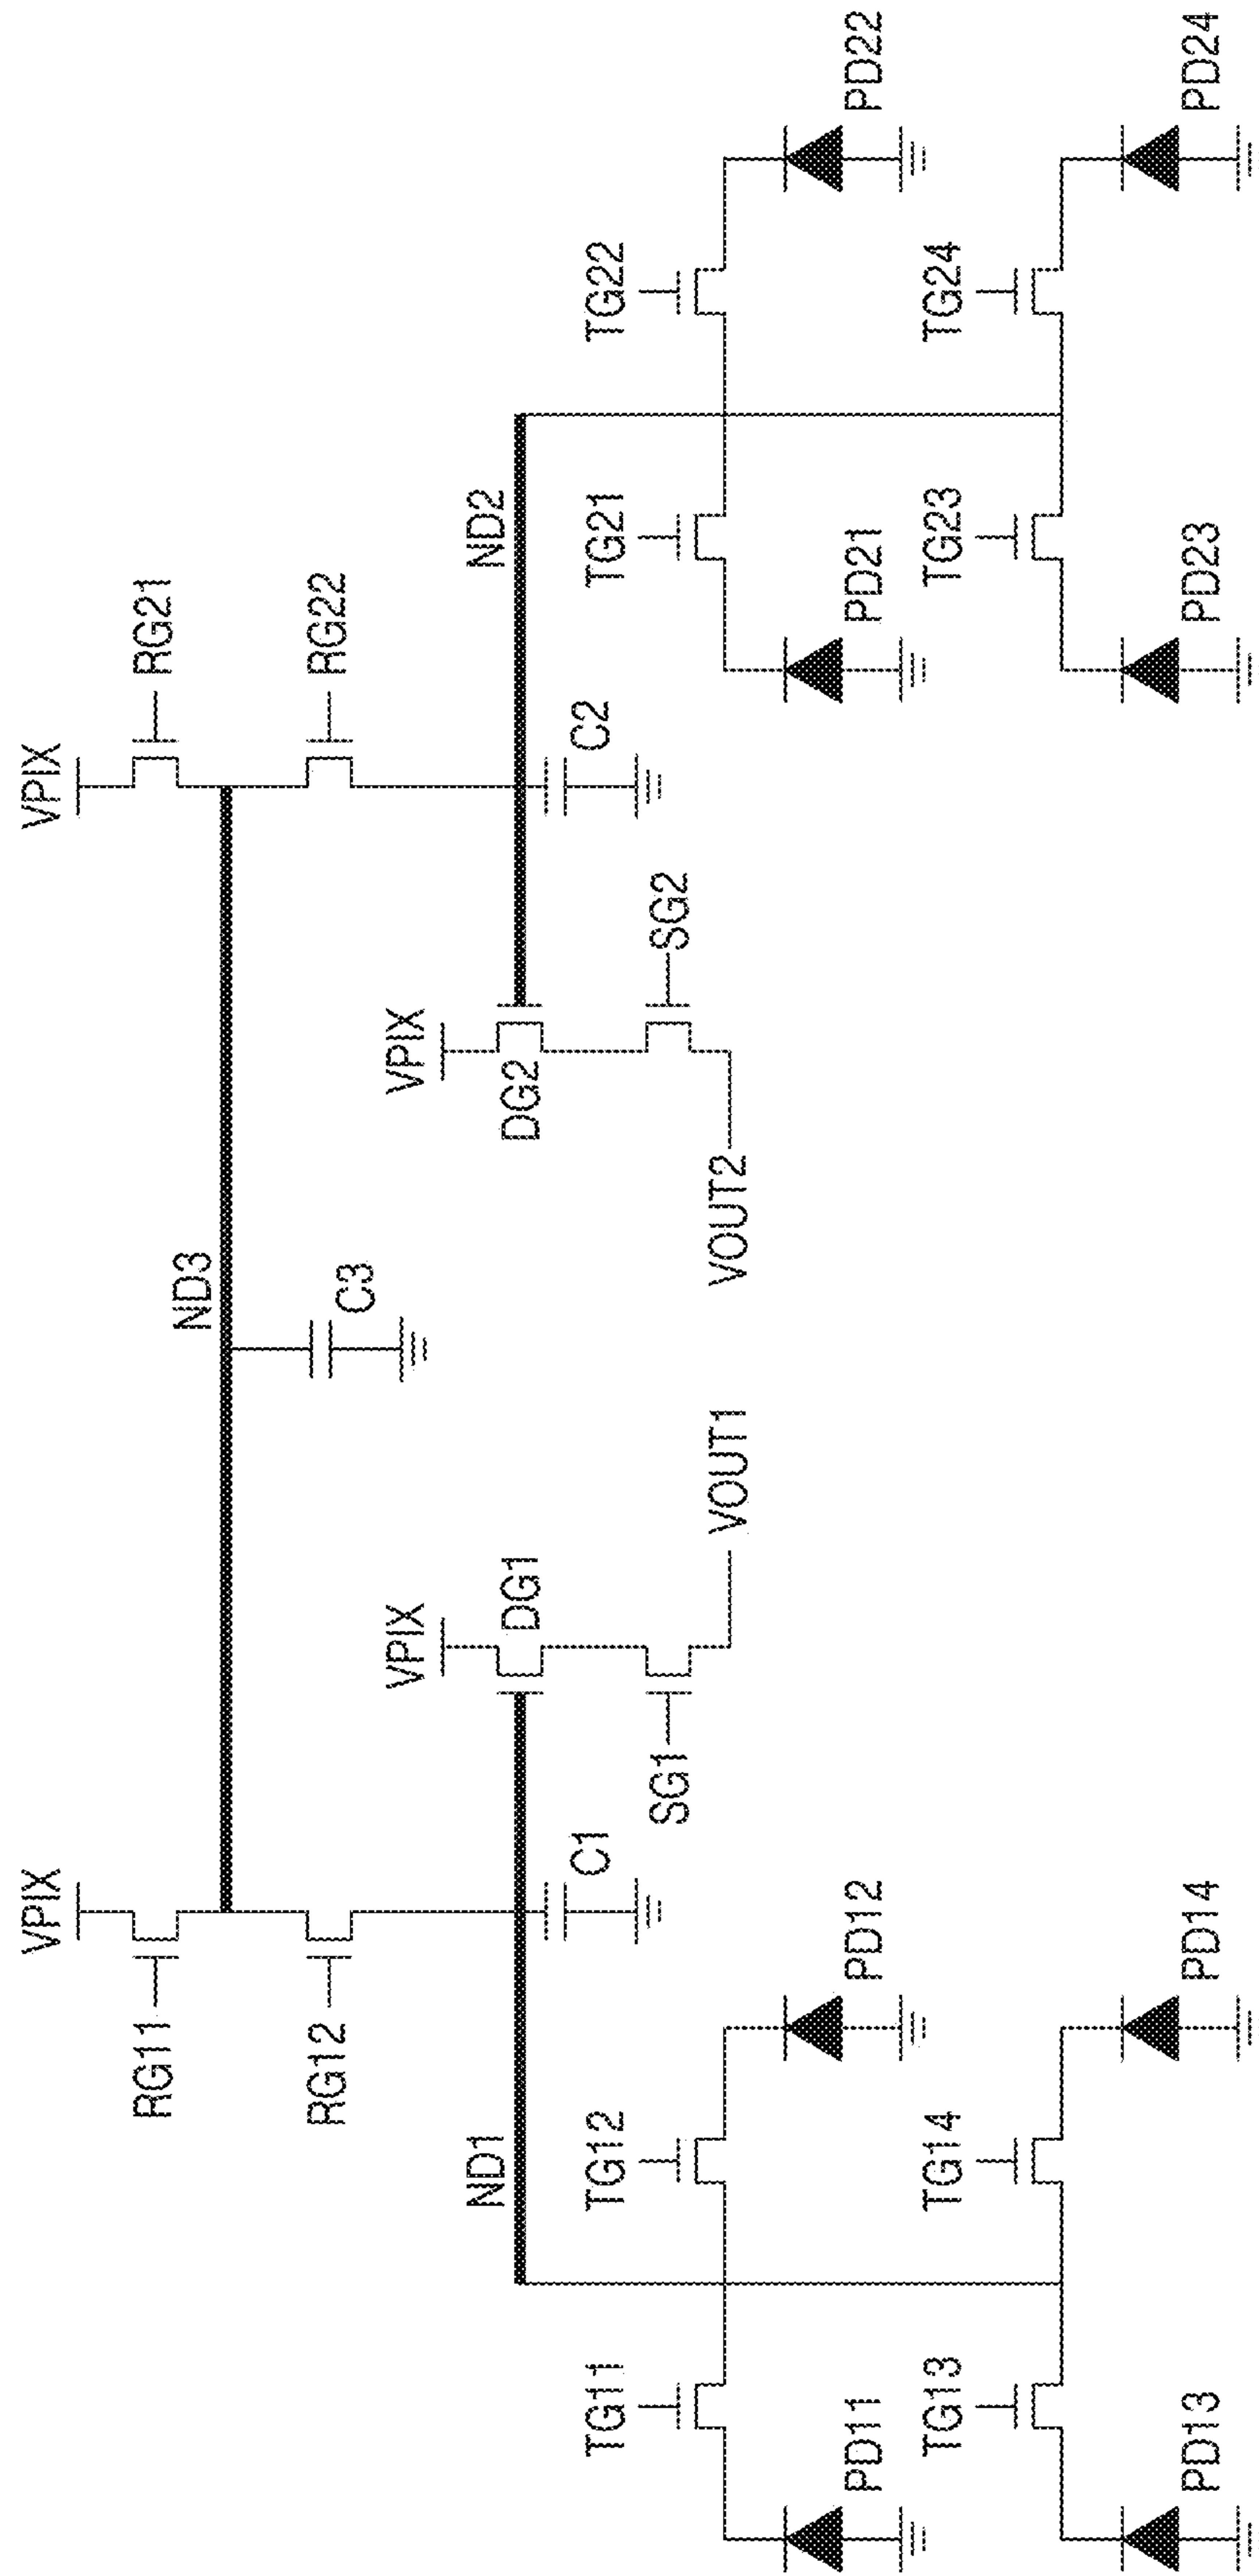 VPIX
VPIX
RG11
ND3
RG21
RG12
C3
RG22
VPIX
VPIX
ND1
DG1
DG2
ND2
C1
C2
TG11
TG12
SG1
SG2
TG21
TG22
VOUT1
VOUT2
PD11
PD12
PD21
PD22
TG13
TG14
TG23
TG24
PD13
PD14
PD23
PD24